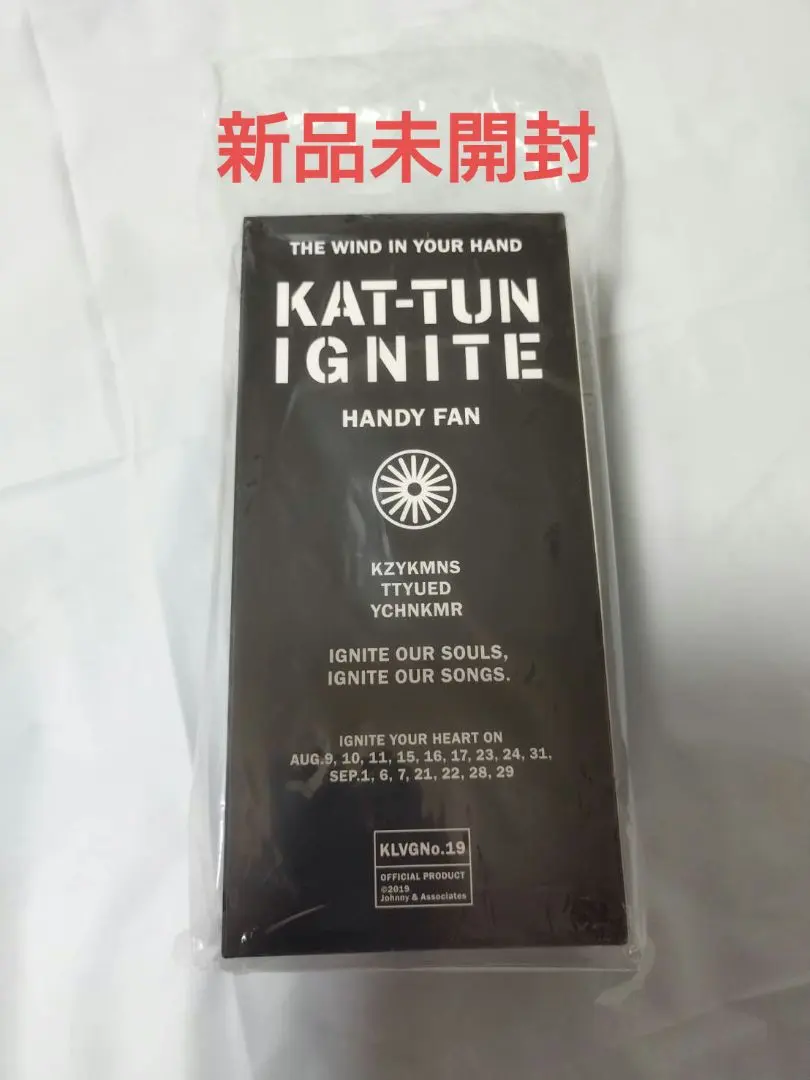 新品未開封
THE WIND IN YOUR HAND
KAT-TUN
IGNITE
HANDY FAN
KZYKMNS
TTYUED
YCHNKMR
IGNITE OUR SOULS,
IGNITE OUR SONGS.
IGNITE YOUR HEART ON
AUG.9, 10, 11, 15, 16, 17, 23, 24, 31,
SEP.1, 6, 7, 21, 22, 28, 29
KLVGNo.19
OFFICIAL PRODUCT
©2019
Johnny & Associates